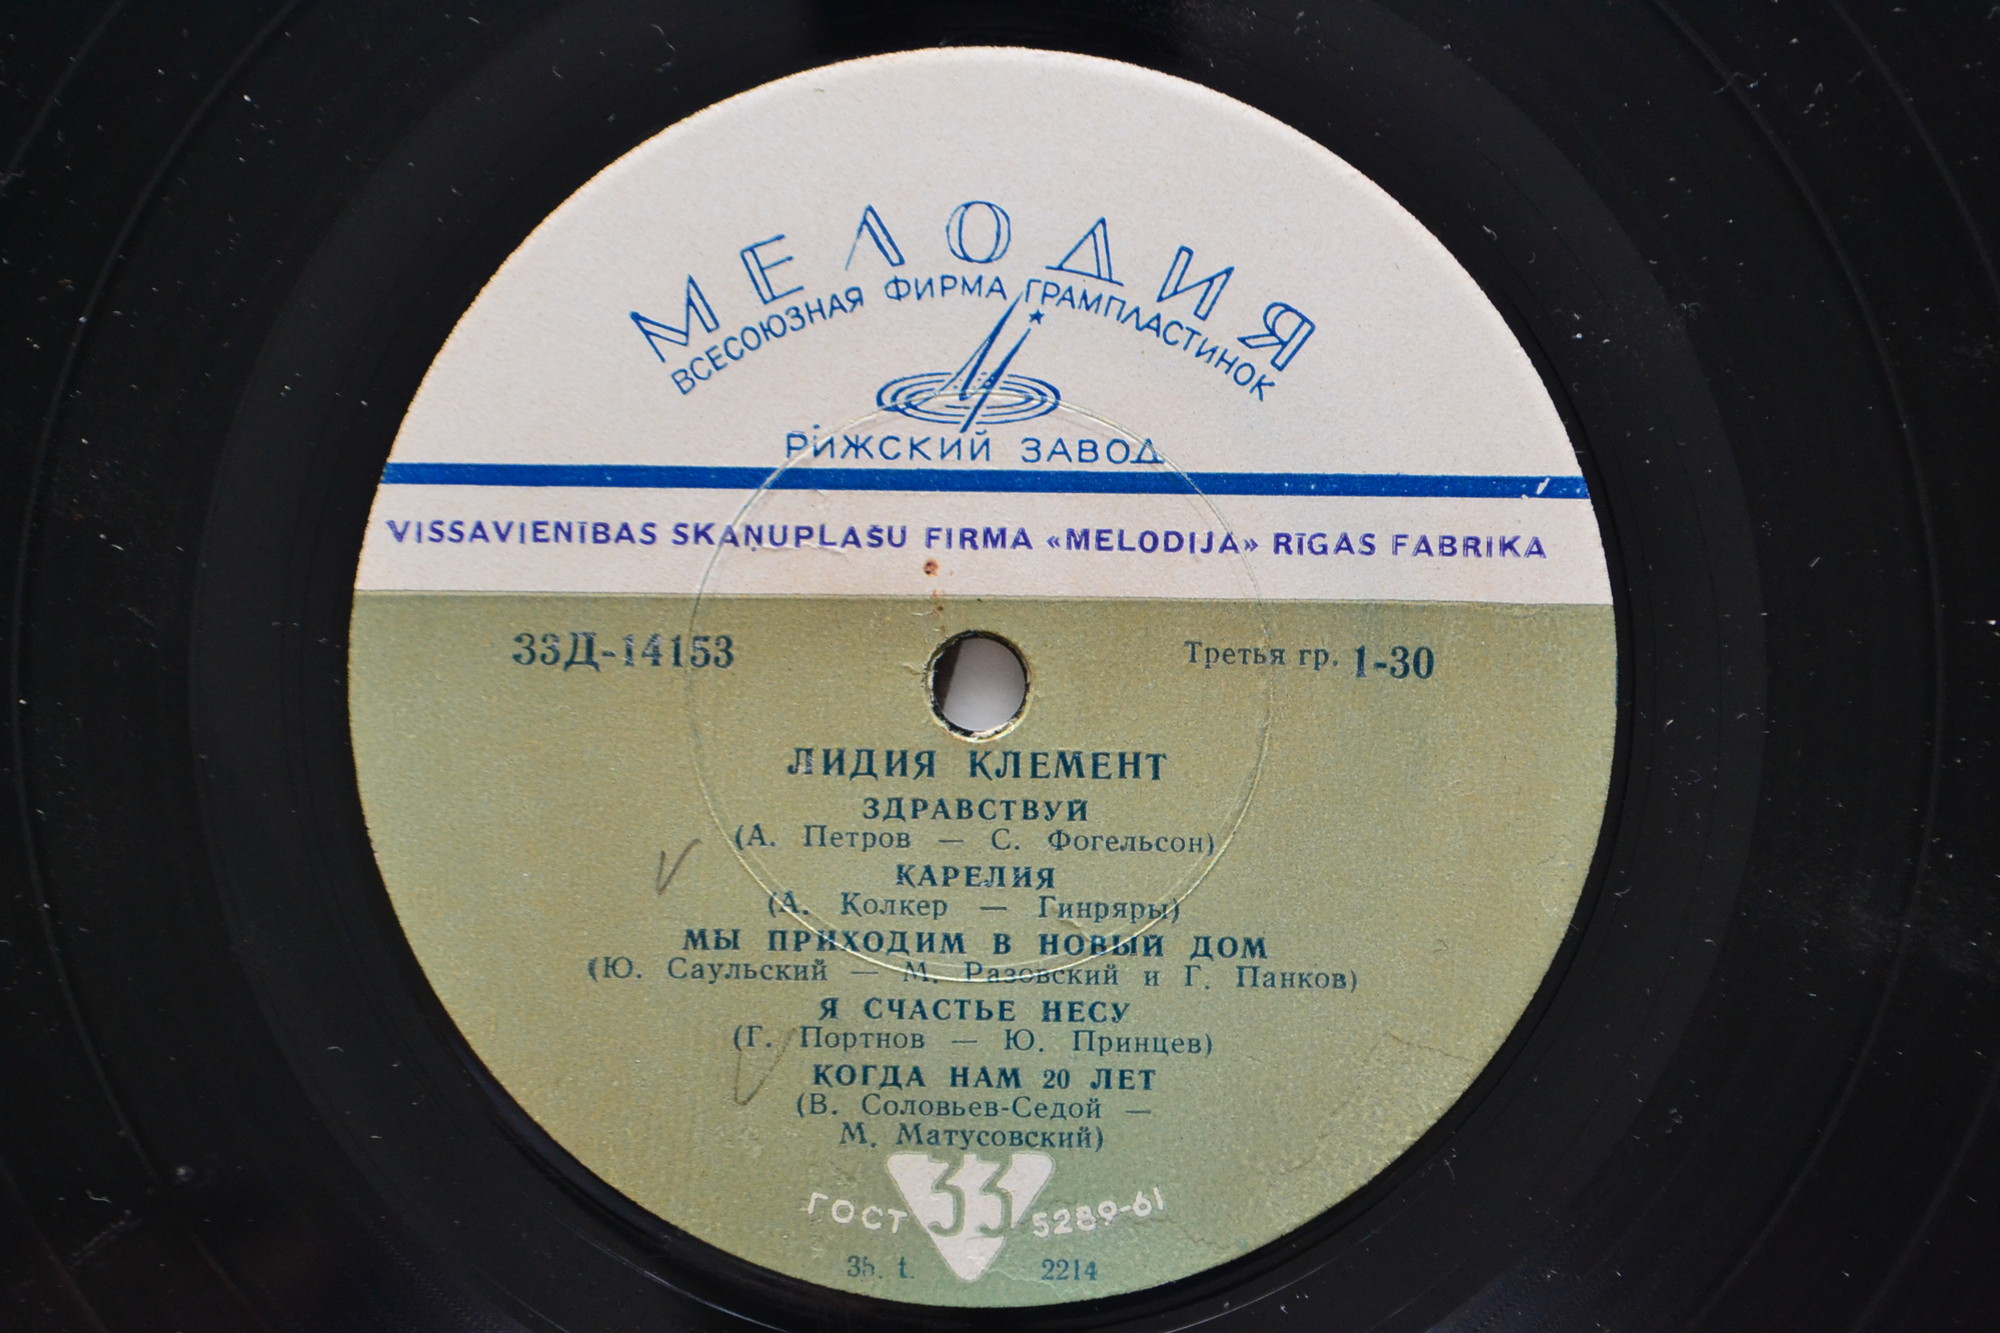 МЕЛОДИЯ
ВСЕСОЮЗНАЯ ФИРМА ГРАМПЛАСТИНОК
РИЖСКИЙ ЗАВОД
VISSAVIENĪBAS SKAŅUPLAŠU FIRMA «MELODIJA» RĪGAS FABRIKA
33Д-14153
Третья гр. 1-30
ЛИДИЯ КЛЕМЕНТ
ЗДРАВСТВУЙ
(А. Петров — С. Фогельсон)
КАРЕЛИЯ
(А. Колкер — Гинряры)
МЫ ПРИХОДИМ В НОВЫЙ ДОМ
(Ю. Саульский — М. Разовский и Г. Панков)
Я СЧАСТЬЕ НЕСУ
(Г. Портнов — Ю. Принцев)
КОГДА НАМ 20 ЛЕТ
(В. Соловьев-Седой —
М. Матусовский)
ГОСТ 33 5289-61
t. 2214